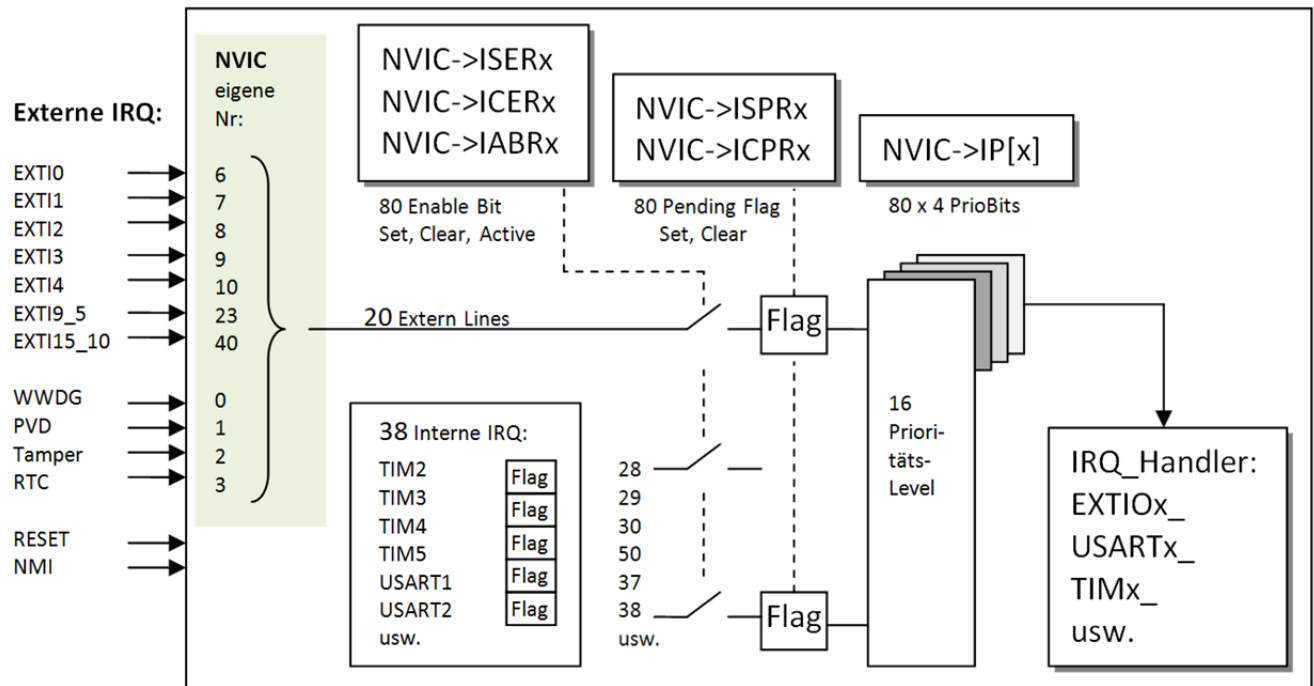 Externe IRQ:
EXTI0
EXTI1
EXTI2
EXTI3
EXTI4
EXTI9_5
EXTI15_10
WWDG
PVD
Tamper
RTC
RESET
NMI
NVIC
eigene
Nr:
6
7
8
9
10
23
40
0
1
2
3
NVIC->ISERx
NVIC->ICERx
NVIC->IABRx
80 Enable Bit
Set, Clear, Active
NVIC->ISPRx
NVIC->ICPRx
80 Pending Flag
Set, Clear
NVIC->IP[x]
80 x 4 PrioBits
20 Extern Lines
Flag
38 Interne IRQ:
TIM2 Flag 28
TIM3 Flag 29
TIM4 Flag 30
TIM5 Flag 50
USART1 Flag 37
USART2 Flag 38
usw. usw.
Flag
16
Priori-
täts-
Level
IRQ_Handler:
EXTIOx_
USARTx_
TIMx_
usw.